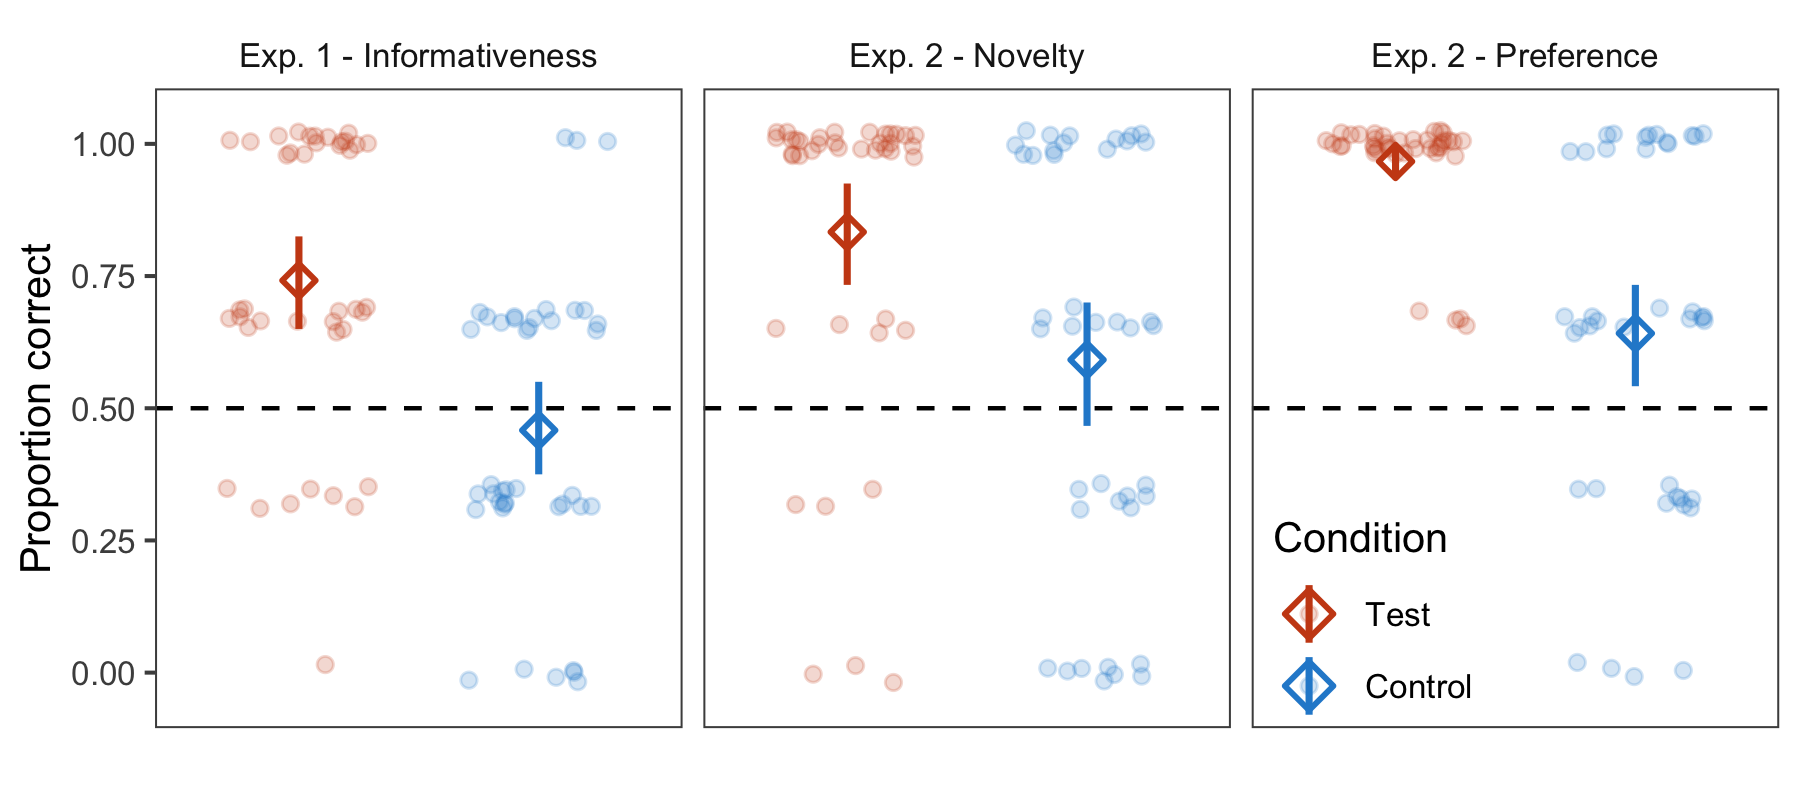 Exp. 1 - Informativeness
Exp. 2 - Novelty
Exp. 2 - Preference
Proportion correct
1.00
0.75
0.50
0.25
0.00
Condition
Test
Control